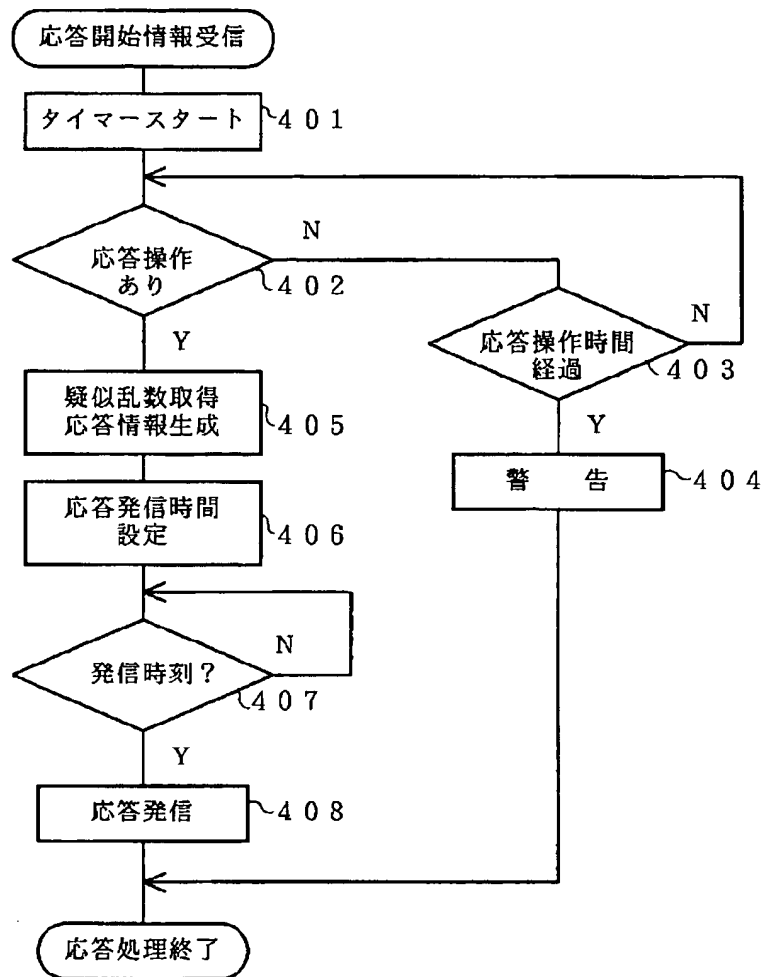 応答開始情報受信
タイマースタート
401
応答操作
あり
402
N
Y
応答操作時間
経過
403
N
Y
疑似乱数取得
応答情報生成
405
警 告
404
応答発信時間
設定
406
発信時刻?
407
N
Y
応答発信
408
応答処理終了